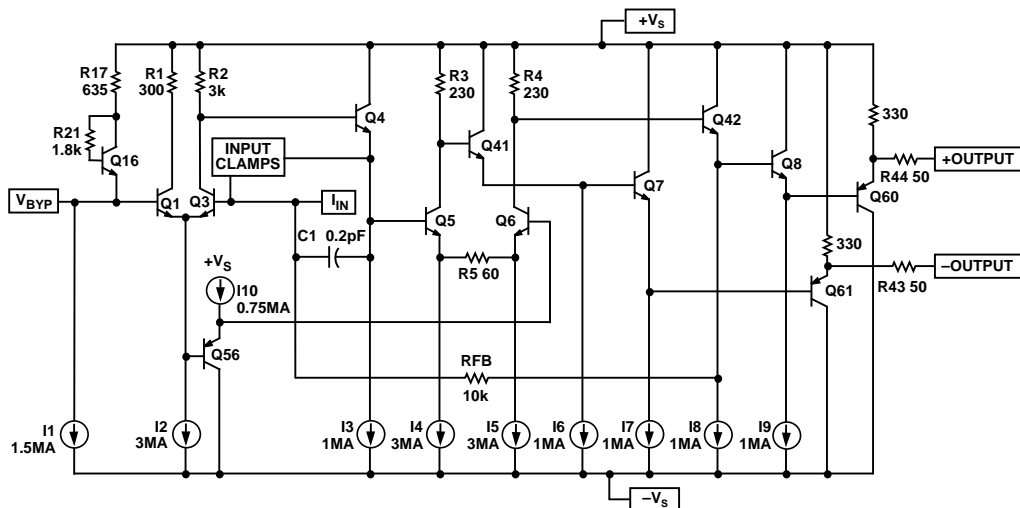 +VS
R17
635
R1
300
R2
3k
Q4
R3
230
R4
230
Q42
330
R21
1.8k
Q16
INPUT
CLAMPS
Q41
Q8
+OUTPUT
R44 50
Q60
VBYP
Q1
Q3
IIN
Q5
Q6
Q7
C1 0.2pF
R5 60
330
–OUTPUT
R43 50
Q61
+VS
I10
0.75MA
Q56
RFB
10k
I1
1.5MA
I2
3MA
I3
1MA
I4
3MA
I5
3MA
I6
1MA
I7
1MA
I8
1MA
I9
1MA
–VS